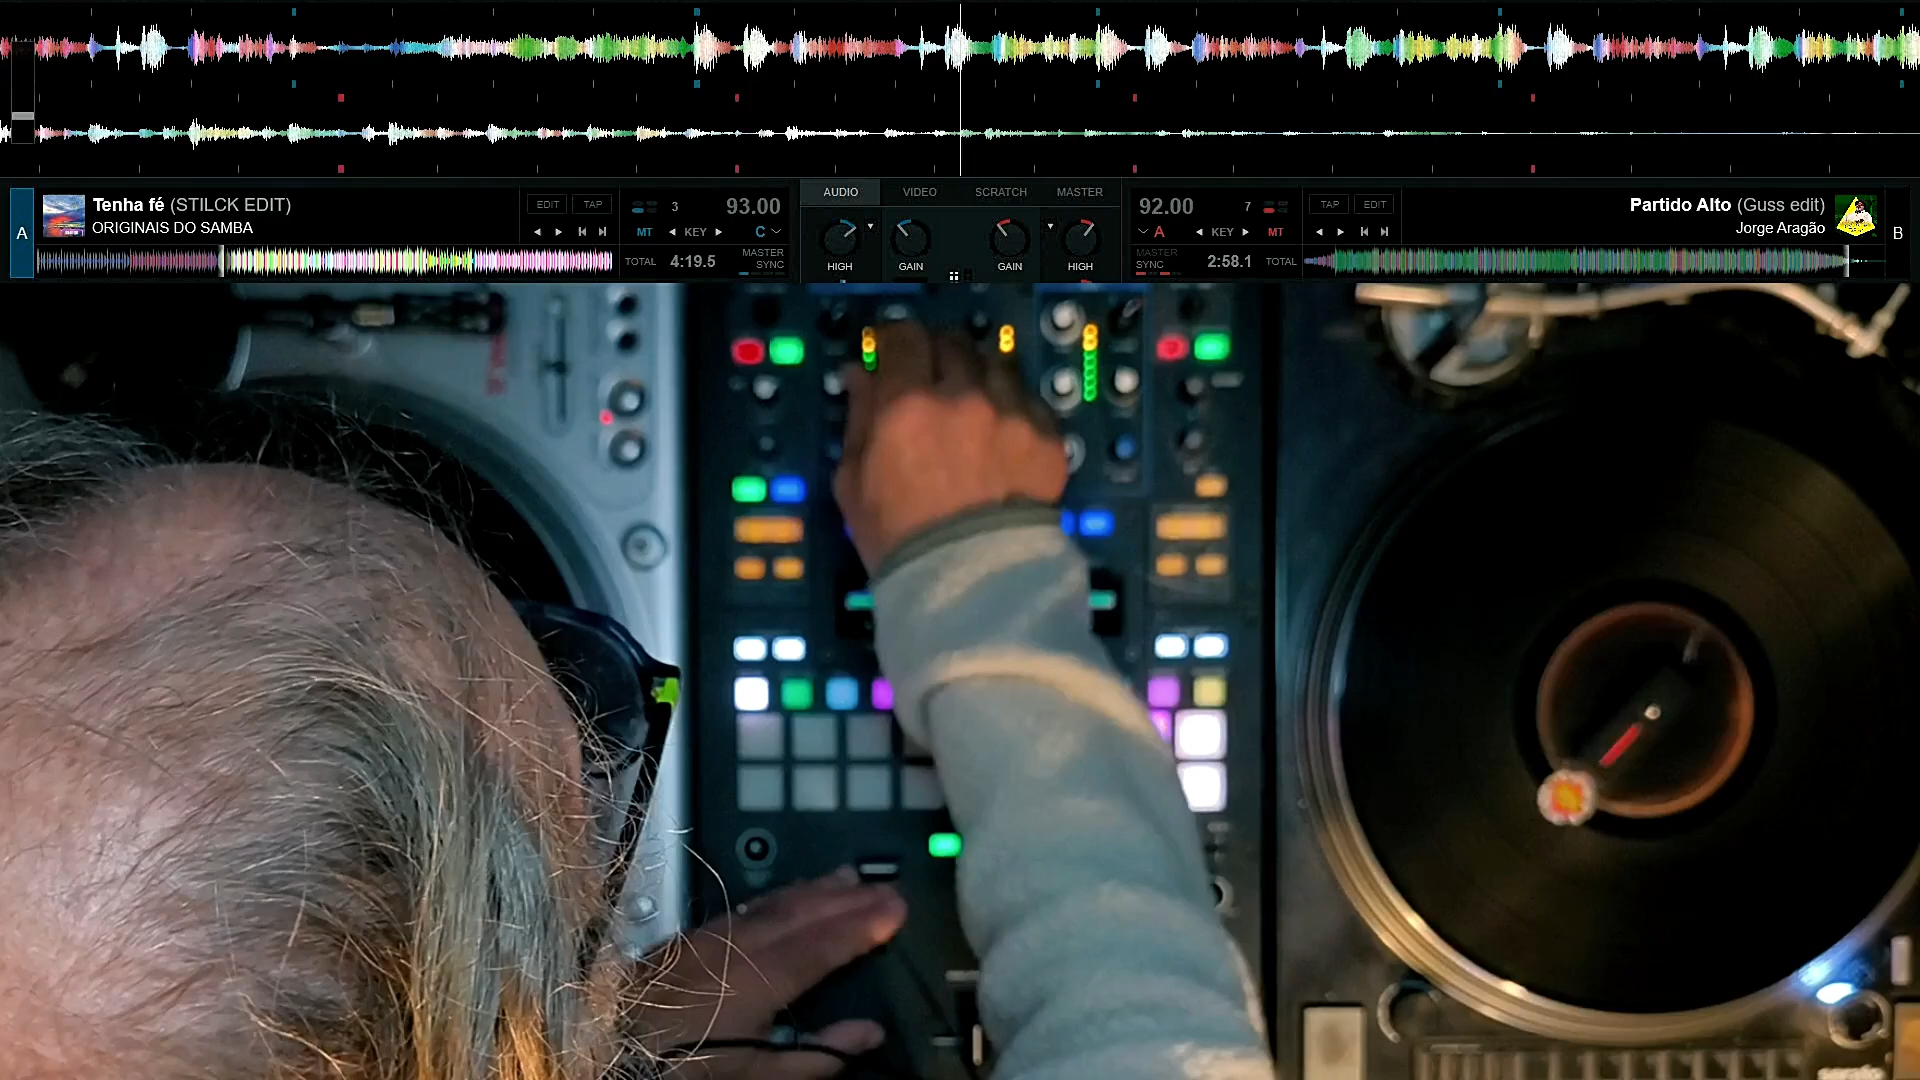 Tenha fé (STILCK EDIT)
ORIGINAIS DO SAMBA
A
EDIT TAP
3 93.00
MT KEY C
TOTAL 4:19.5 MASTER SYNC
AUDIO VIDEO SCRATCH MASTER
HIGH GAIN GAIN HIGH
92.00 7
A KEY MT
MASTER SYNC 2:58.1 TOTAL
TAP EDIT
Partido Alto (Guss edit)
Jorge Aragão
B